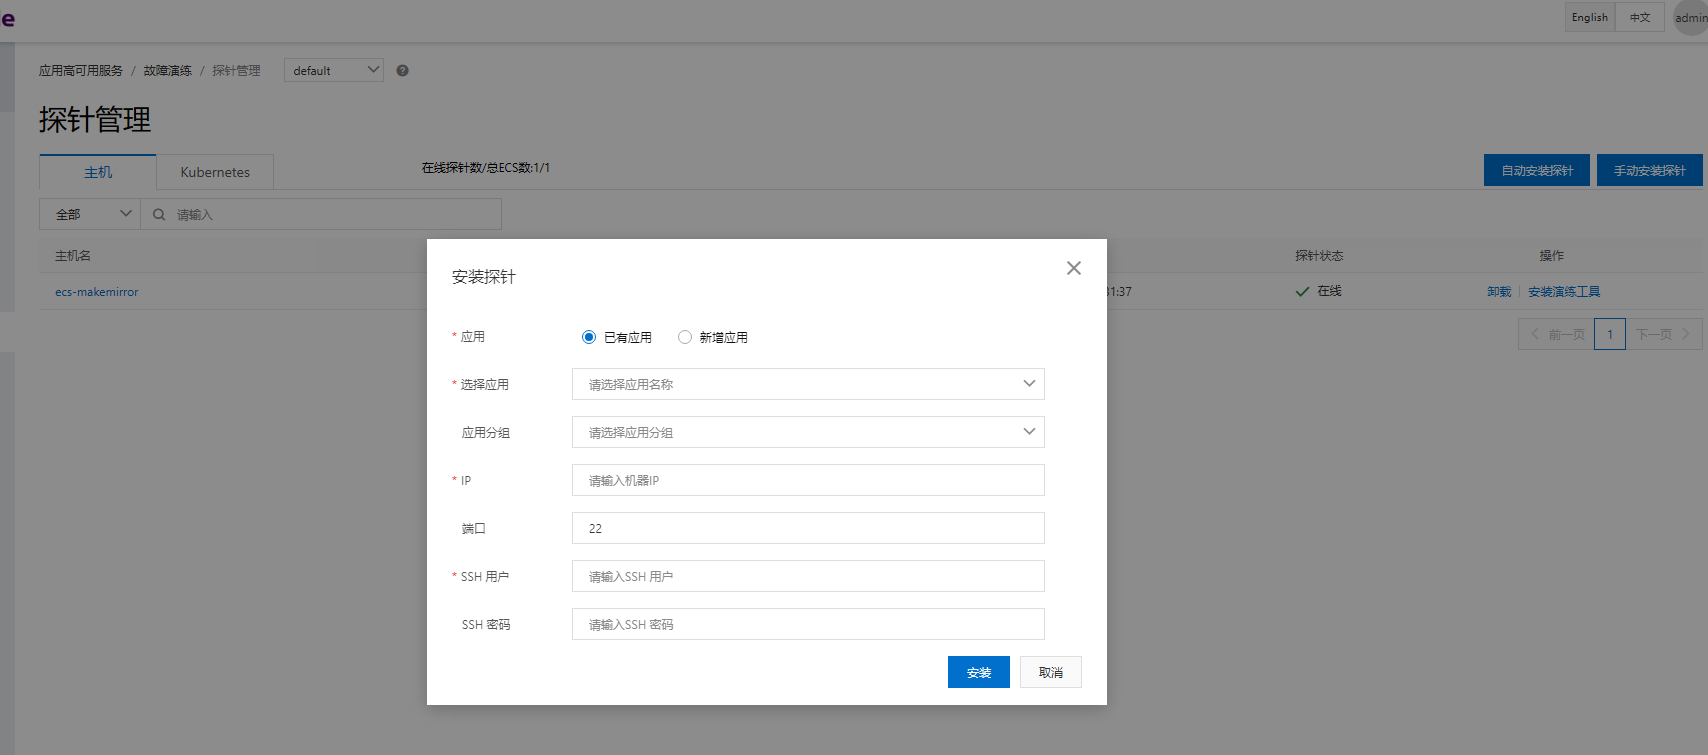 e
English 中文 admin
应用高可用服务 / 故障演练 / 探针管理 default
探针管理
主机 Kubernetes 在线探针数/总ECS数:1/1 自动安装探针 手动安装探针
全部 请输入
主机名 探针状态 操作
ecs-makemirror 31:37 在线 卸载 安装演练工具
前一页 1 下一页
安装探针
* 应用 已有应用 新增应用
* 选择应用 请选择应用名称
应用分组 请选择应用分组
* IP 请输入机器IP
端口 22
* SSH 用户 请输入SSH 用户
SSH 密码 请输入SSH 密码
安装 取消